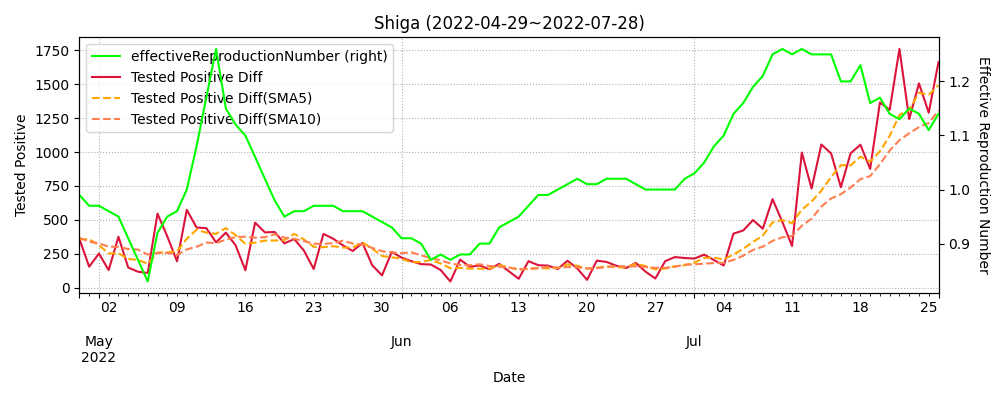 Shiga (2022-04-29~2022-07-28)
effectiveReproductionNumber (right)
Tested Positive Diff
Tested Positive Diff(SMA5)
Tested Positive Diff(SMA10)
Tested Positive
1750
1500
1250
1000
750
500
250
0
Effective Reproduction Number
1.2
1.1
1.0
0.9
02 09 16 23 30 06 13 20 27 04 11 18 25
May Jun Jul
2022
Date